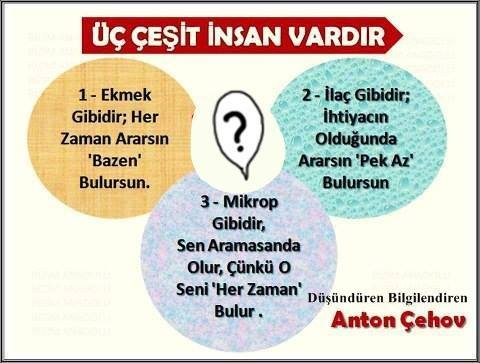 ÜÇ ÇEŞİT İNSAN VARDIR
1 - Ekmek
Gibidir; Her
Zaman Ararsın
'Bazen'
Bulursun.
2 - İlaç Gibidir;
İhtiyacın
Olduğunda
Ararsın 'Pek Az'
Bulursun
?
3 - Mikrop
Gibidir,
Sen Aramasanda
Olur, Çünkü O
Seni 'Her Zaman'
Bulur .
Düşündüren Bilgilendiren
Anton Çehov